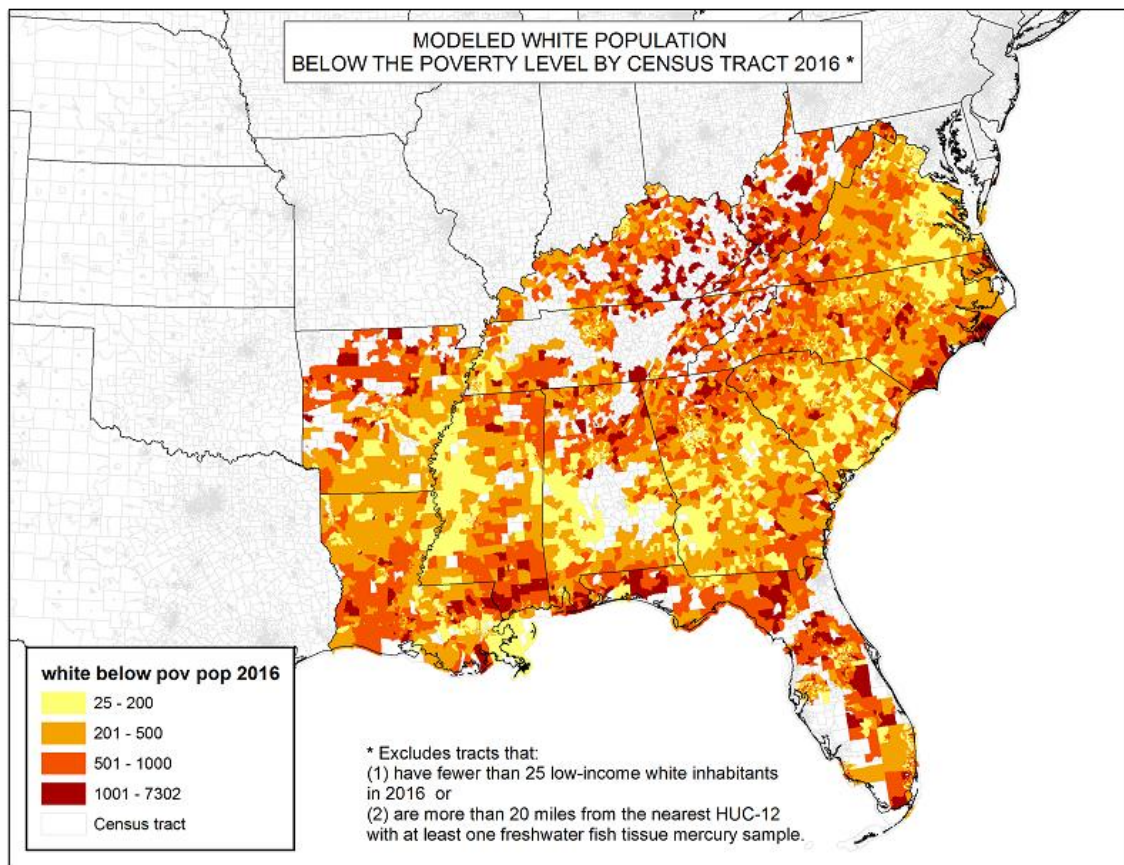 MODELED WHITE POPULATION
BELOW THE POVERTY LEVEL BY CENSUS TRACT 2016 *
white below pov pop 2016
25 - 200
201 - 500
501 - 1000
1001 - 7302
Census tract
* Excludes tracts that:
(1) have fewer than 25 low-income white inhabitants
in 2016 or
(2) are more than 20 miles from the nearest HUC-12
with at least one freshwater fish tissue mercury sample.